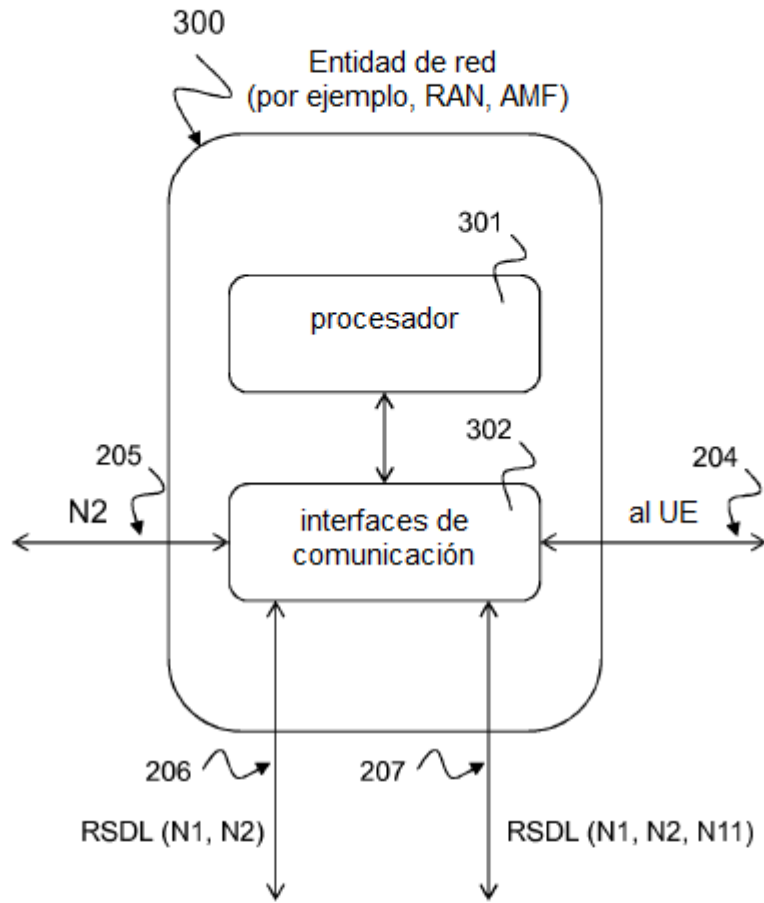 300
Entidad de red
(por ejemplo, RAN, AMF)
301
procesador
302
205
204
N2
interfaces de
comunicación
al UE
206
207
RSDL (N1, N2)
RSDL (N1, N2, N11)